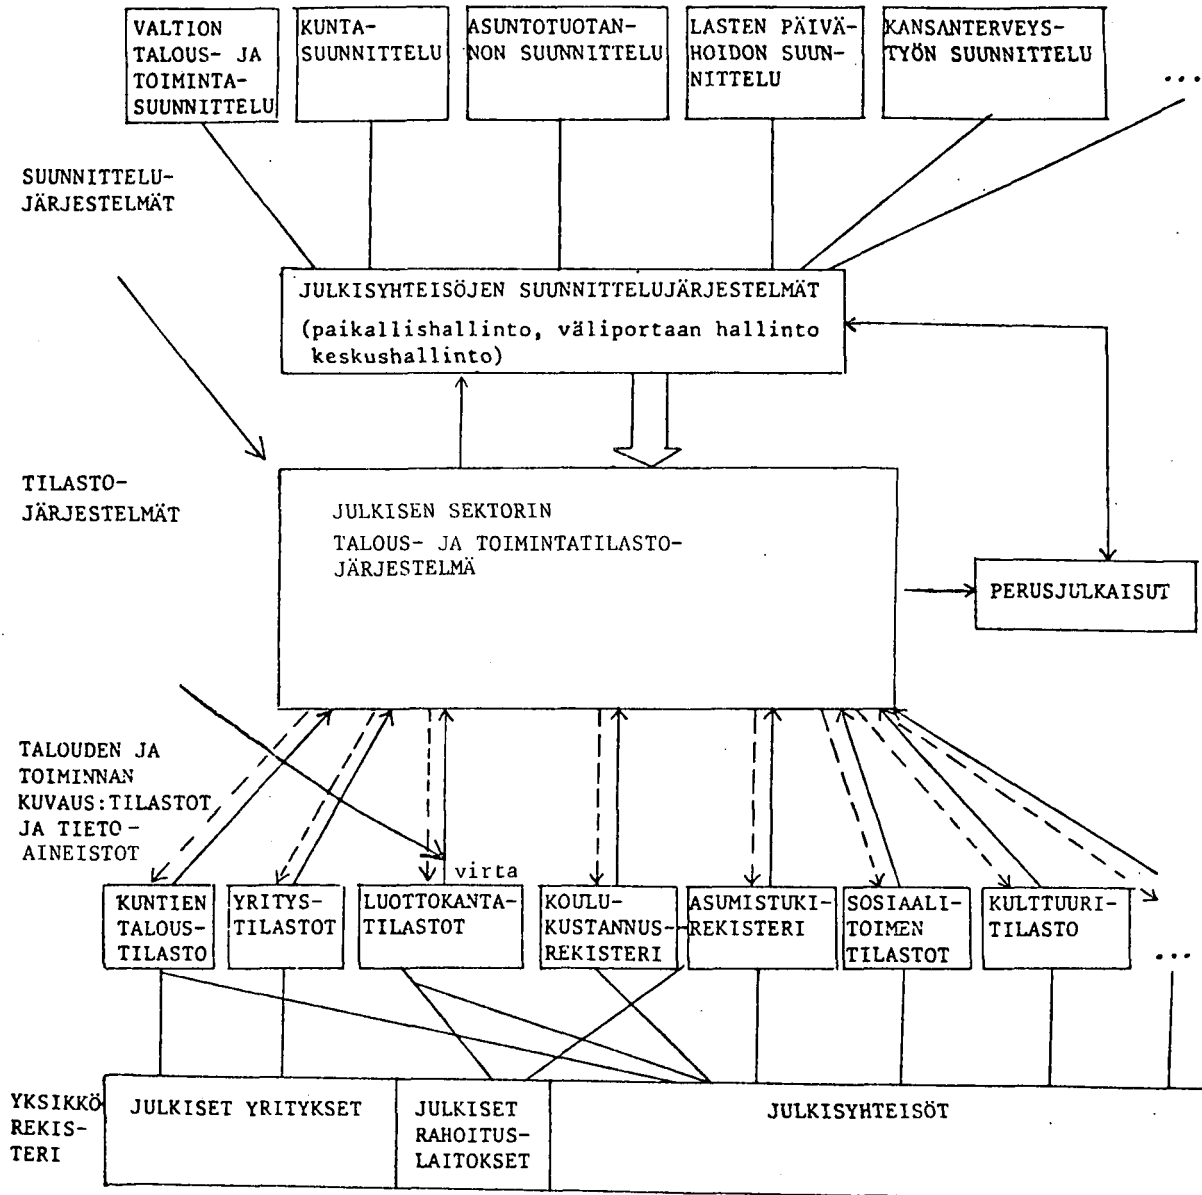 VALTION
TALOUS- JA
TOIMINTA-
SUUNNITTELU
KUNTA-
SUUNNITTELU
ASUNTOTUOTAN-
NON SUUNNITTELU
LASTEN PÄIVÄ-
HOIDON SUUN-
NITTELU
KANSANTERVEYS-
TYÖN SUUNNITTELU
...
SUUNNITTELU-
JÄRJESTELMÄT
JULKISYHTEISÖJEN SUUNNITTELUJÄRJESTELMÄT
(paikallishallinto, väliportaan hallinto
keskushallinto)
TILASTO-
JÄRJESTELMÄT
JULKISEN SEKTORIN
TALOUS- JA TOIMINTATILASTO-
JÄRJESTELMÄ
PERUSJULKAISUT
TALOUDEN JA
TOIMINNAN
KUVAUS:TILASTOT
JA TIETO-
AINEISTOT
virta
KUNTIEN
TALOUS-
TILASTO
YRITYS-
TILASTOT
LUOTTOKANTA-
TILASTOT
KOULU-
KUSTANNUS-
REKISTERI
ASUMISTUKI-
REKISTERI
SOSIAALI-
TOIMEN
TILASTOT
KULTTUURI-
TILASTO
...
YKSIKKÖ
REKIS-
TERI
JULKISET YRITYKSET
JULKISET
RAHOITUS-
LAITOKSET
JULKISYHTEISÖT